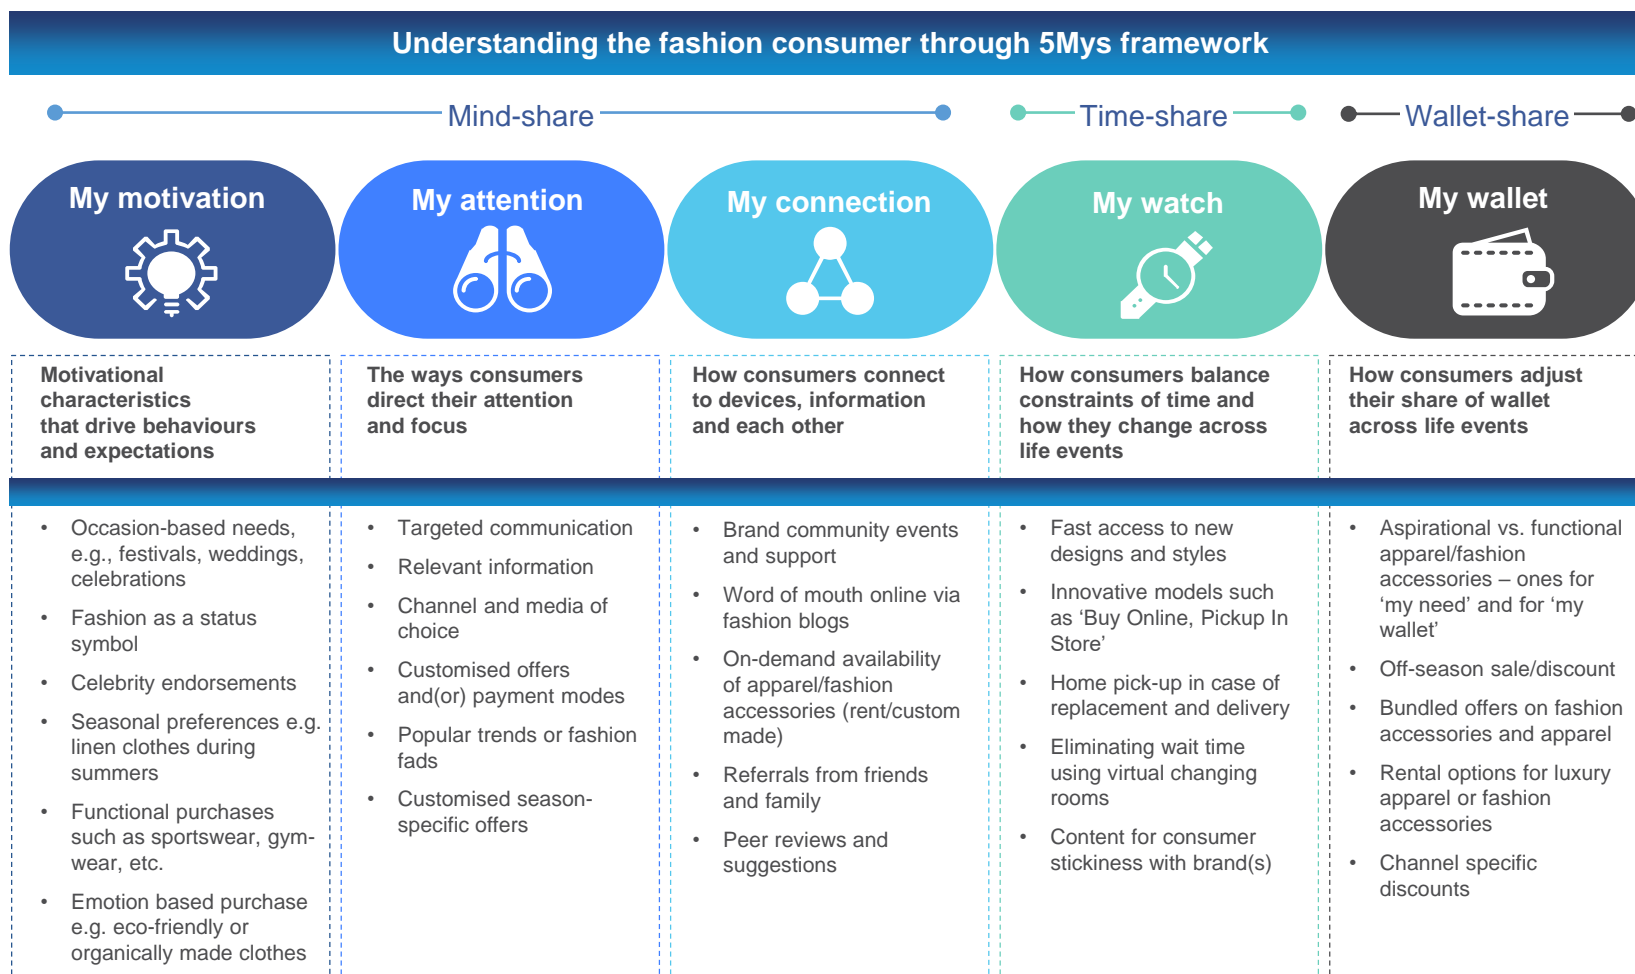 Understanding the fashion consumer through 5Mys framework
Mind-share
Time-share
Wallet-share
My motivation
My attention
My connection
My watch
My wallet
Motivational
characteristics
that drive behaviours
and expectations
The ways consumers
direct their attention
and focus
How consumers connect
to devices, information
and each other
How consumers balance
constraints of time and
how they change across
life events
How consumers adjust
their share of wallet
across life events
• Occasion-based needs,
e.g., festivals, weddings,
celebrations
• Fashion as a status
symbol
• Celebrity endorsements
• Seasonal preferences e.g.
linen clothes during
summers
• Functional purchases
such as sportswear, gym-
wear, etc.
• Emotion based purchase
e.g. eco-friendly or
organically made clothes
• Targeted communication
• Relevant information
• Channel and media of
choice
• Customised offers
and(or) payment modes
• Popular trends or fashion
fads
• Customised season-
specific offers
• Brand community events
and support
• Word of mouth online via
fashion blogs
• On-demand availability
of apparel/fashion
accessories (rent/custom
made)
• Referrals from friends
and family
• Peer reviews and
suggestions
• Fast access to new
designs and styles
• Innovative models such
as ‘Buy Online, Pickup In
Store’
• Home pick-up in case of
replacement and delivery
• Eliminating wait time
using virtual changing
rooms
• Content for consumer
stickiness with brand(s)
• Aspirational vs. functional
apparel/fashion
accessories – ones for
‘my need’ and for ‘my
wallet’
• Off-season sale/discount
• Bundled offers on fashion
accessories and apparel
• Rental options for luxury
apparel or fashion
accessories
• Channel specific
discounts